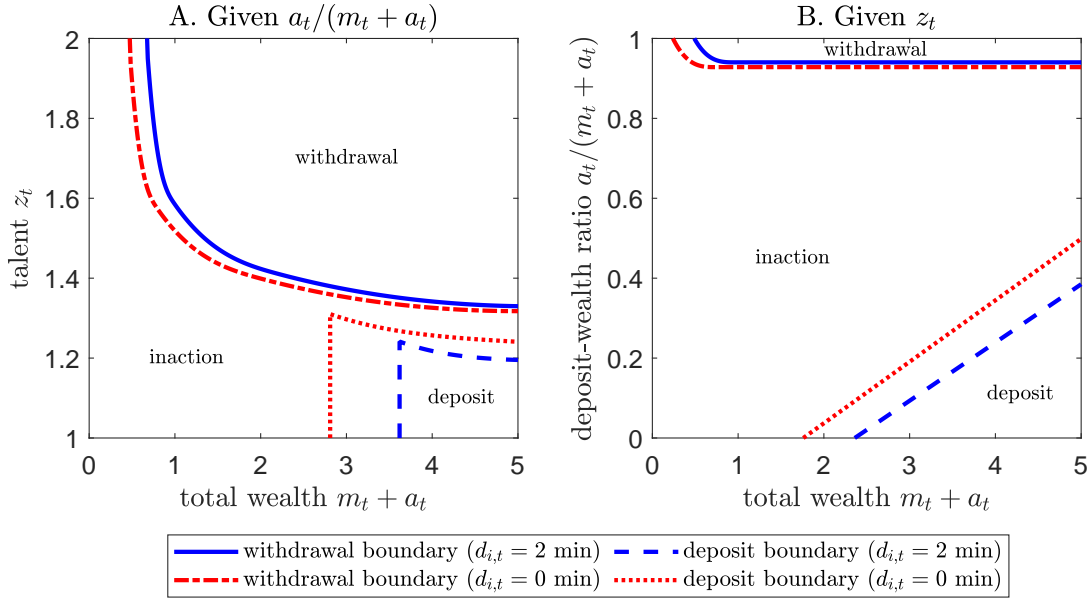 A. Given $a_t/(m_t + a_t)$
talent $z_t$
2
1.8
1.6
1.4
1.2
1
withdrawal
inaction
deposit
0 1 2 3 4 5
total wealth $m_t + a_t$
B. Given $z_t$
deposit-wealth ratio $a_t/(m_t + a_t)$
1
0.8
0.6
0.4
0.2
0
withdrawal
inaction
deposit
0 1 2 3 4 5
total wealth $m_t + a_t$
withdrawal boundary ($d_{i,t} = 2$ min)
deposit boundary ($d_{i,t} = 2$ min)
withdrawal boundary ($d_{i,t} = 0$ min)
deposit boundary ($d_{i,t} = 0$ min)